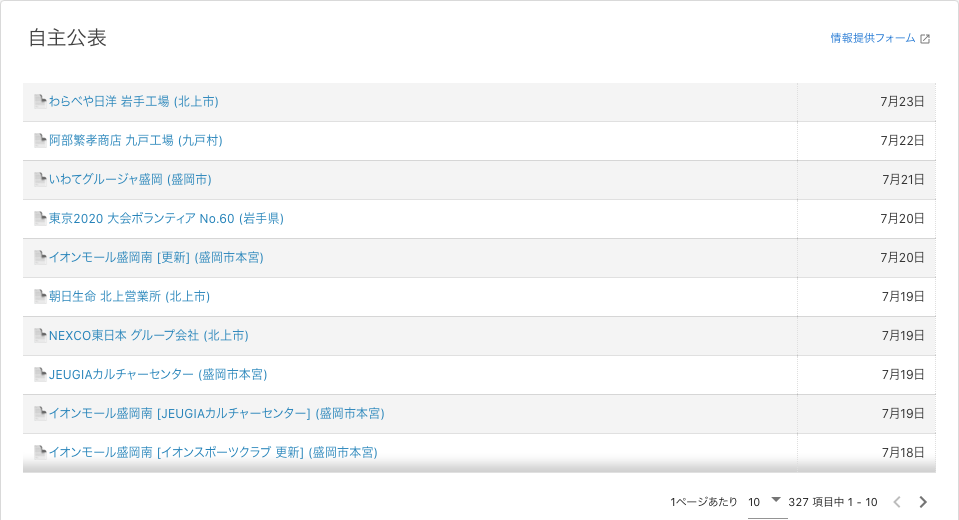 自主公表
情報提供フォーム
わらべや日洋 岩手工場 (北上市) 7月23日
阿部繁孝商店 九戸工場 (九戸村) 7月22日
いわてグルージャ盛岡 (盛岡市) 7月21日
東京2020 大会ボランティア No.60 (岩手県) 7月20日
イオンモール盛岡南 [更新] (盛岡市本宮) 7月20日
朝日生命 北上営業所 (北上市) 7月19日
NEXCO東日本 グループ会社 (北上市) 7月19日
JEUGIAカルチャーセンター (盛岡市本宮) 7月19日
イオンモール盛岡南 [JEUGIAカルチャーセンター] (盛岡市本宮) 7月19日
イオンモール盛岡南 [イオンスポーツクラブ 更新] (盛岡市本宮) 7月18日
1ページあたり 10 327 項目中 1 - 10